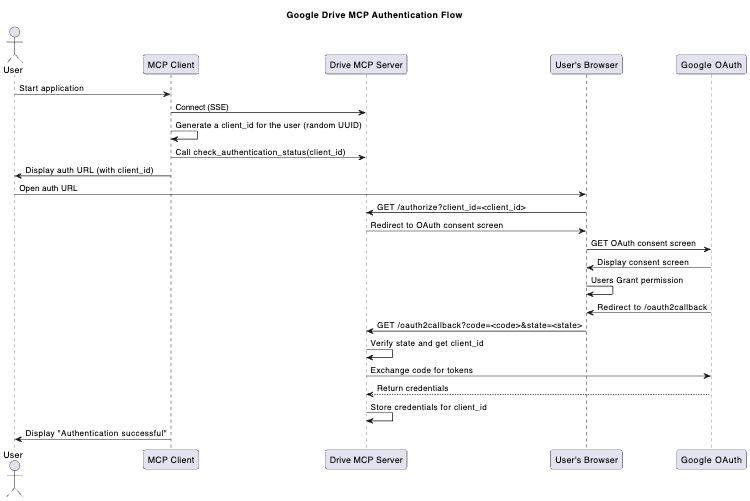 Google Drive MCP Authentication Flow
User
MCP Client
Drive MCP Server
User's Browser
Google OAuth
Start application
Connect (SSE)
Generate a client_id for the user (random UUID)
Call check_authentication_status(client_id)
Display auth URL (with client_id)
Open auth URL
GET /authorize?client_id=<client_id>
Redirect to OAuth consent screen
GET OAuth consent screen
Display consent screen
Users Grant permission
Redirect to /oauth2callback
GET /oauth2callback?code=<code>&state=<state>
Verify state and get client_id
Exchange code for tokens
Return credentials
Store credentials for client_id
Display "Authentication successful"
User
MCP Client
Drive MCP Server
User's Browser
Google OAuth